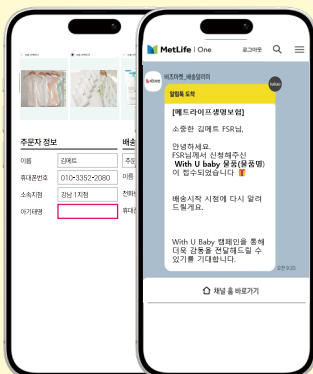 주문자 정보
배송
이름
김메트
주문
휴대폰번호
010-3352-2080
이름
소속지점
강남 1지점
전화
아기태명
휴대
MetLife | One
로그아웃
비즈마켓_배송알리미
알림톡 도착
[메트라이프생명보험]
소중한 김메트 FSR님,
안녕하세요.
FSR님께서 신청해주신
With U baby 물품(물품명)
이 접수되었습니다
배송시작 시점에 다시 알려
드릴게요.
With U Baby 캠페인을 통해
더욱 감동을 전달해드릴 수
있기를 기대합니다.
채널 홈 바로가기